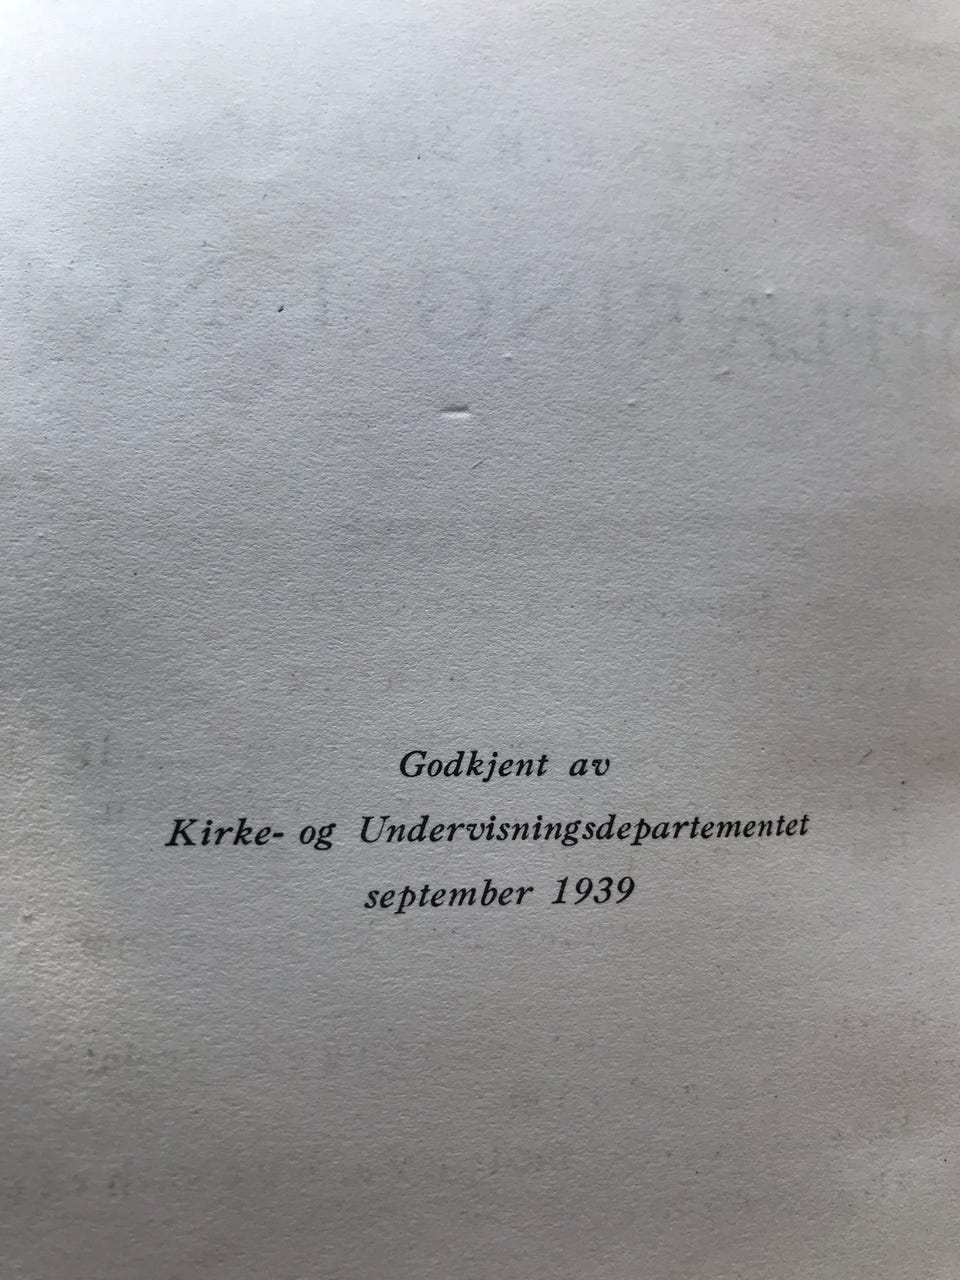 Godkjent av
Kirke- og Undervisningsdepartementet
september 1939